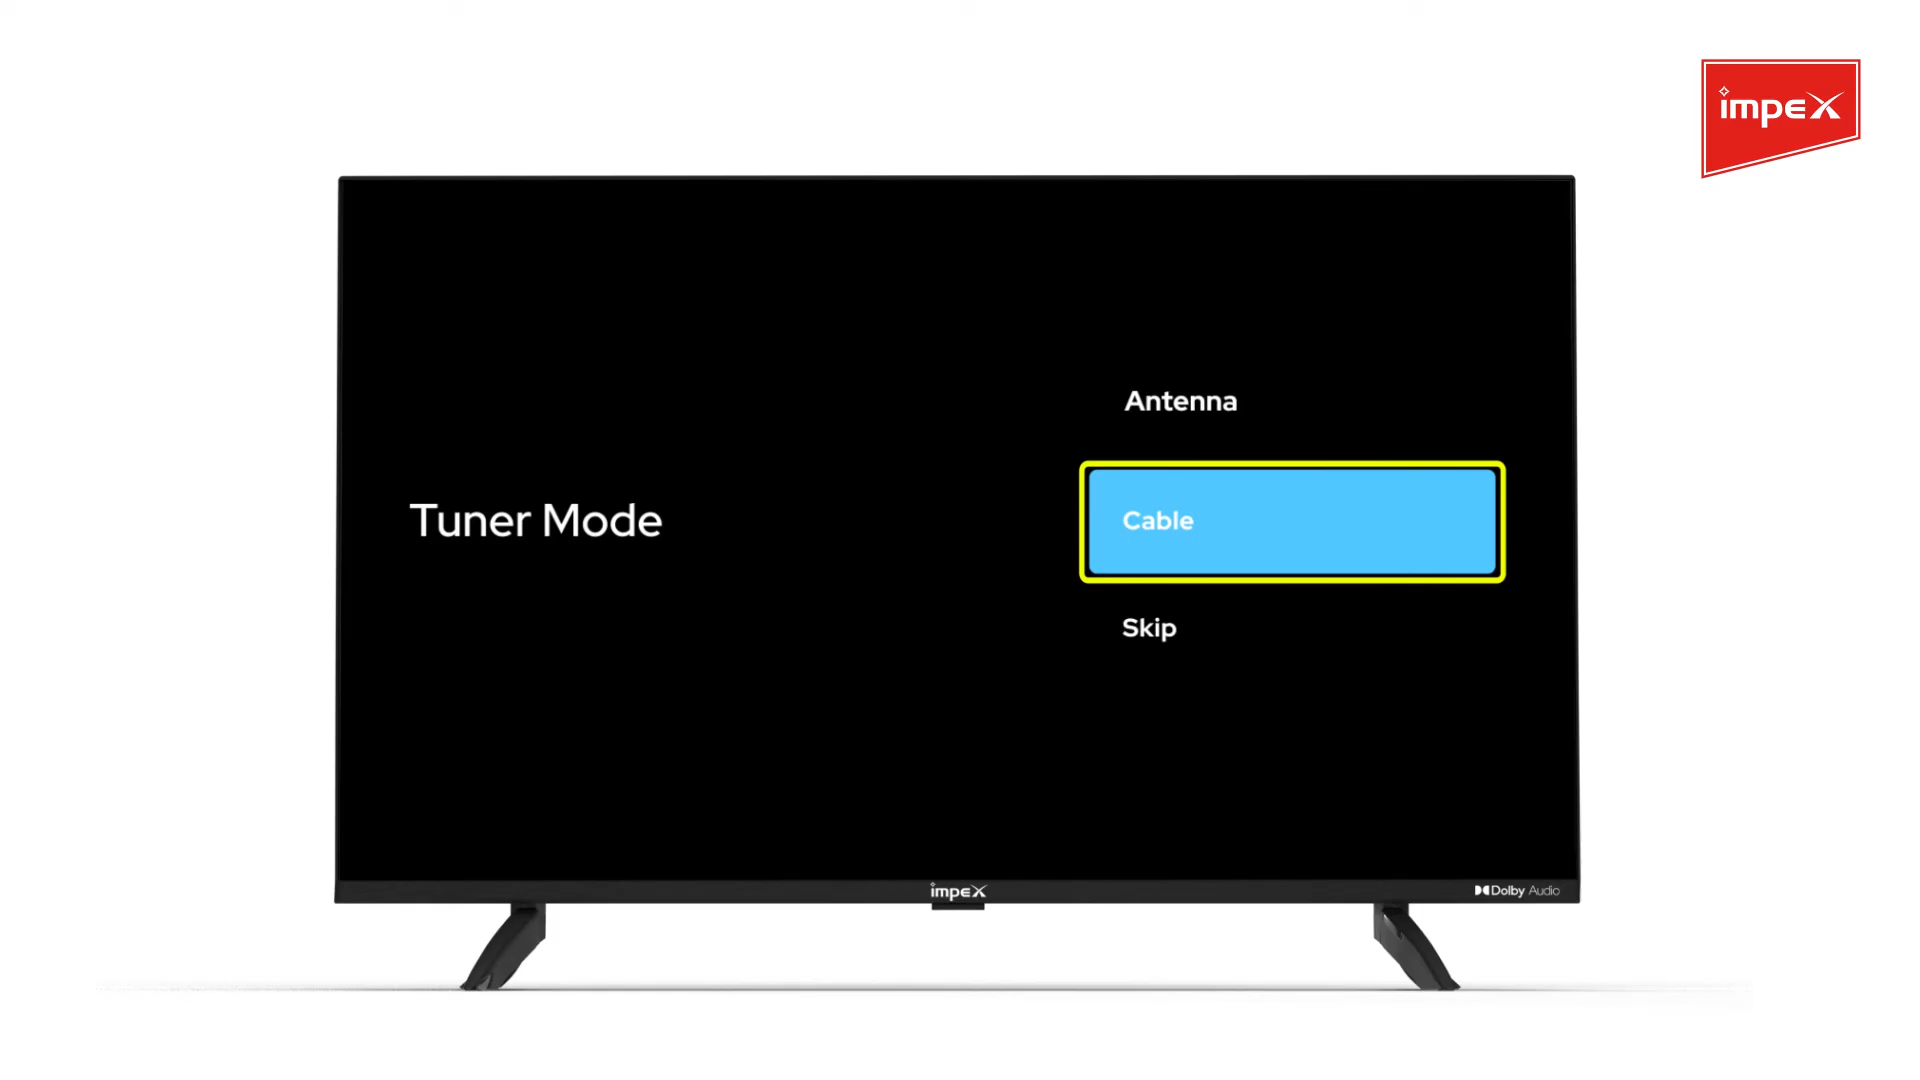 impex
Antenna
Tuner Mode
Cable
Skip
impex
Dolby Audio